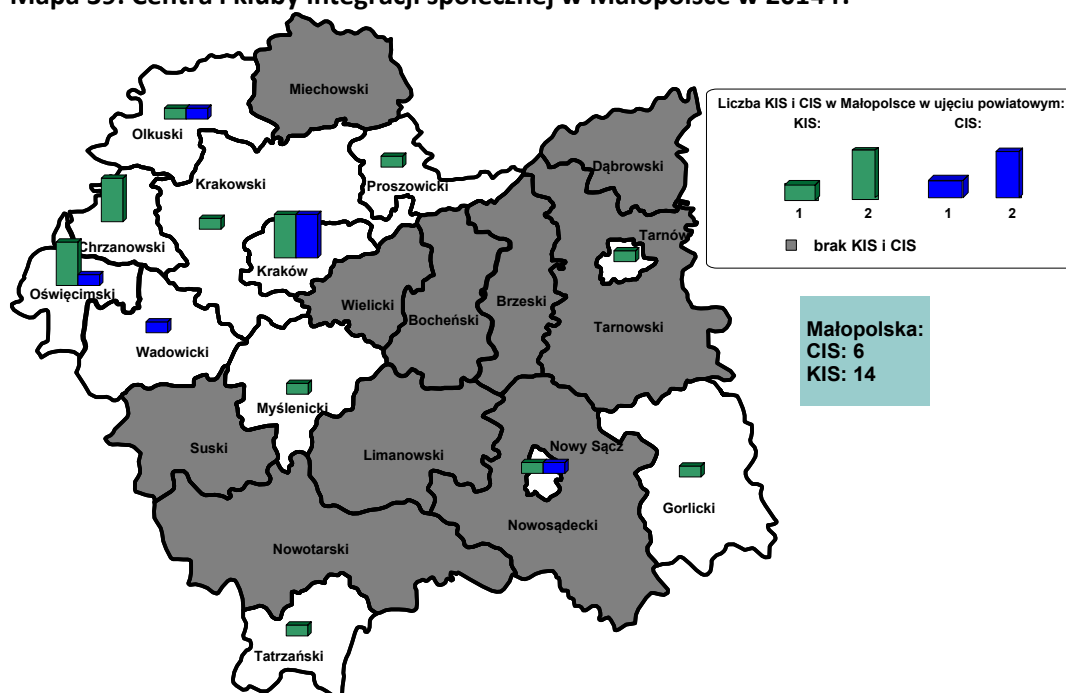 Mapa 39. Centra i kluby integracji społecznej w Małopolsce w 2014 r.
Miechowski
Olkuski
Krakowski
Proszowicki
Dąbrowski
Chrzanowski
Tarnów
Kraków
Oświęcimski
Wielicki
Bocheński
Brzeski
Tarnowski
Wadowicki
Myślenicki
Suski
Limanowski
Nowy Sącz
Gorlicki
Nowosądecki
Nowotarski
Tatrzański
Liczba KIS i CIS w Małopolsce w ujęciu powiatowym:
KIS: CIS:
1 2 1 2
brak KIS i CIS
Małopolska:
CIS: 6
KIS: 14